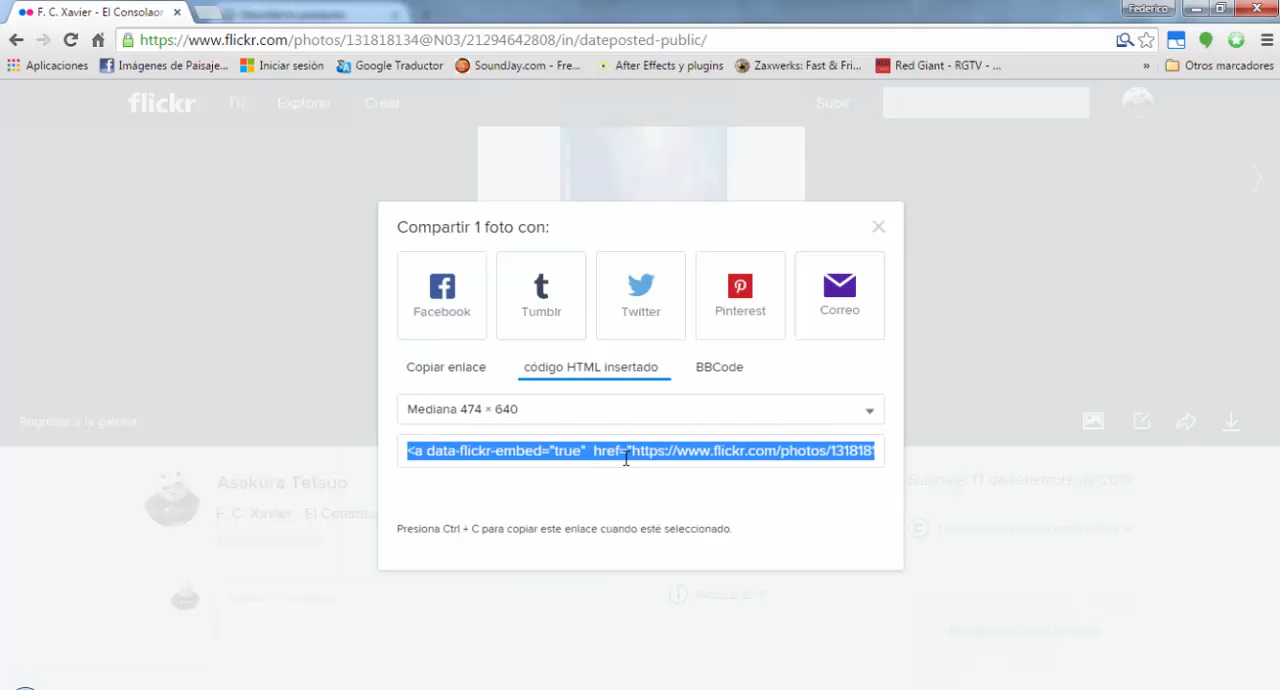 F. C. Xavier - El Consolaor
Federico
https://www.flickr.com/photos/131818134@N03/21294642808/in/dateposted-public/
Aplicaciones
Imágenes de Paisaje...
Iniciar sesión
Google Traductor
SoundJay.com - Fre...
After Effects y plugins
Zaxwerks: Fast & Fri...
Red Giant - RGTV - ...
»
Otros marcadores
flickr
Tú
Explorar
Crear
Subir
Compartir 1 foto con:
Facebook
Tumblr
Twitter
Pinterest
Correo
Copiar enlace
código HTML insertado
BBCode
Mediana 474 × 640
Regresar a la galería
<a data-flickr-embed="true" href="https://www.flickr.com/photos/131818
Asakura Tetsuo
F. C. Xavier - El Consola
Presiona Ctrl + C para copiar este enlace cuando esté seleccionado.